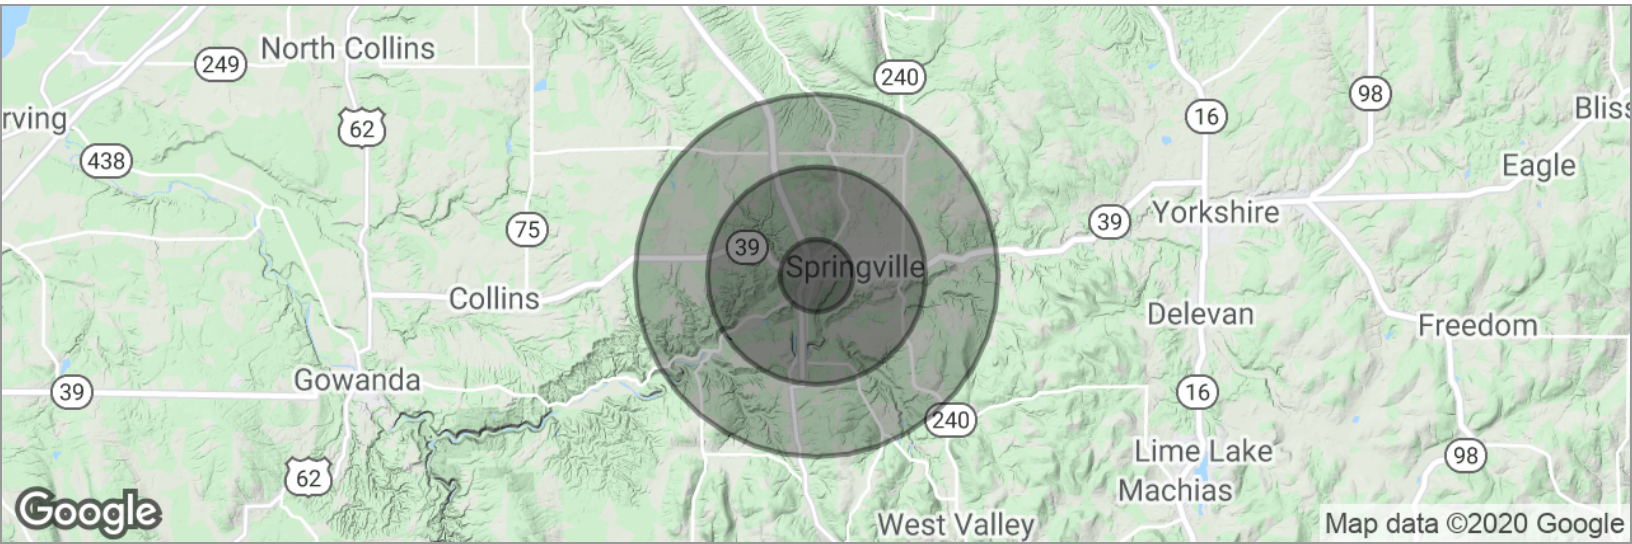 North Collins
249
240
98
16
62
Bliss
rving
438
Eagle
39
Yorkshire
75
39
Springville
Collins
Delevan
Freedom
Gowanda
39
16
240
Lime Lake
98
62
Machias
Google
West Valley
Map data ©2020 Google